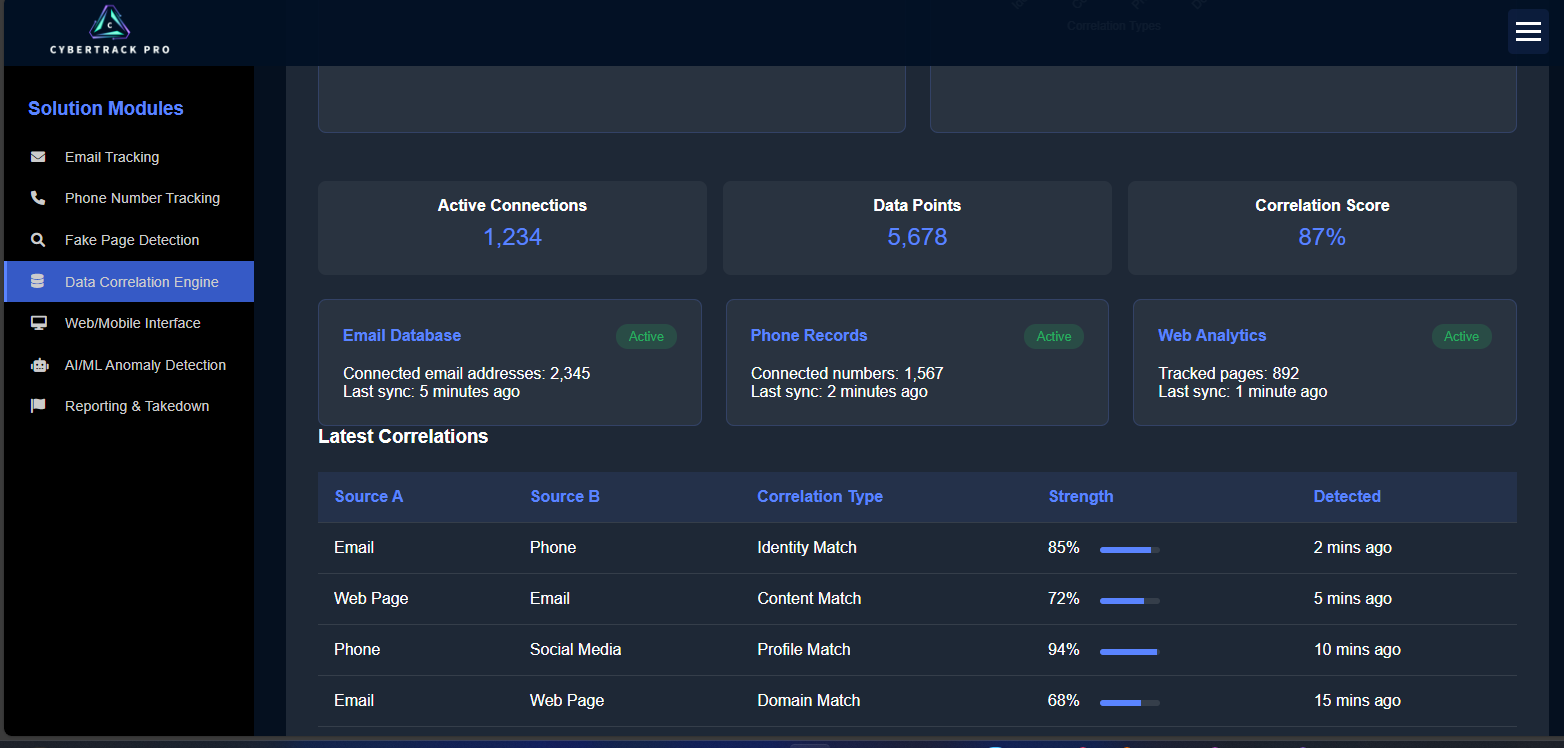 C
CYBERTRACK PRO
Correlation Types
Solution Modules
Email Tracking
Phone Number Tracking
Fake Page Detection
Data Correlation Engine
Web/Mobile Interface
AI/ML Anomaly Detection
Reporting & Takedown
Active Connections
1,234
Data Points
5,678
Correlation Score
87%
Email Database Active
Connected email addresses: 2,345
Last sync: 5 minutes ago
Phone Records Active
Connected numbers: 1,567
Last sync: 2 minutes ago
Web Analytics Active
Tracked pages: 892
Last sync: 1 minute ago
Latest Correlations
Source A Source B Correlation Type Strength Detected
Email Phone Identity Match 85% 2 mins ago
Web Page Email Content Match 72% 5 mins ago
Phone Social Media Profile Match 94% 10 mins ago
Email Web Page Domain Match 68% 15 mins ago